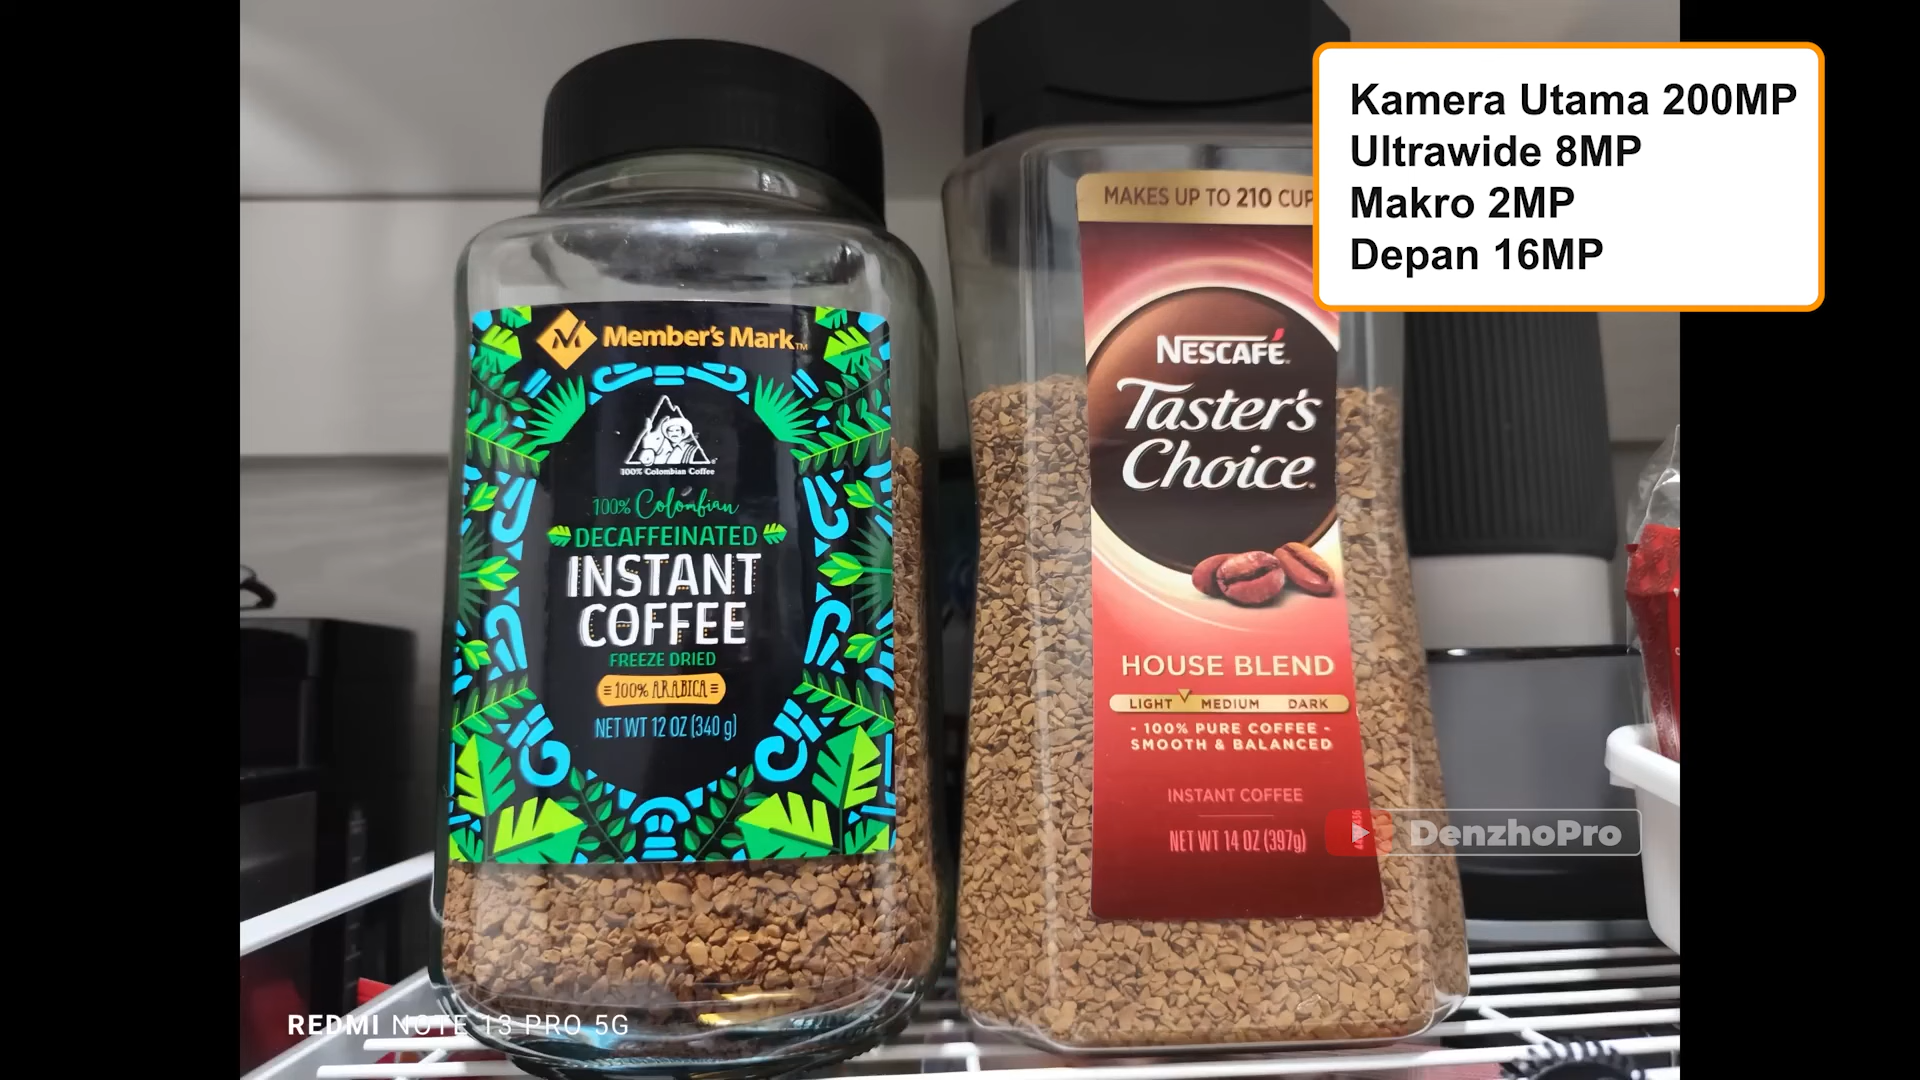 Kamera Utama 200MP
Ultrawide 8MP
Makro 2MP
Depan 16MP
Member's Mark™
100% Colombian Coffee
100% Colombian
DECAFFEINATED
INSTANT
COFFEE
FREEZE DRIED
100% ARABICA
NET WT 12 OZ (340 g)
MAKES UP TO 210 CUP
NESCAFÉ
Taster's
Choice
HOUSE BLEND
LIGHT MEDIUM DARK
- 100% PURE COFFEE -
SMOOTH & BALANCED
INSTANT COFFEE
NET WT 14 OZ (397g)
DenzhoPro
REDMI NOTE 13 PRO 5G